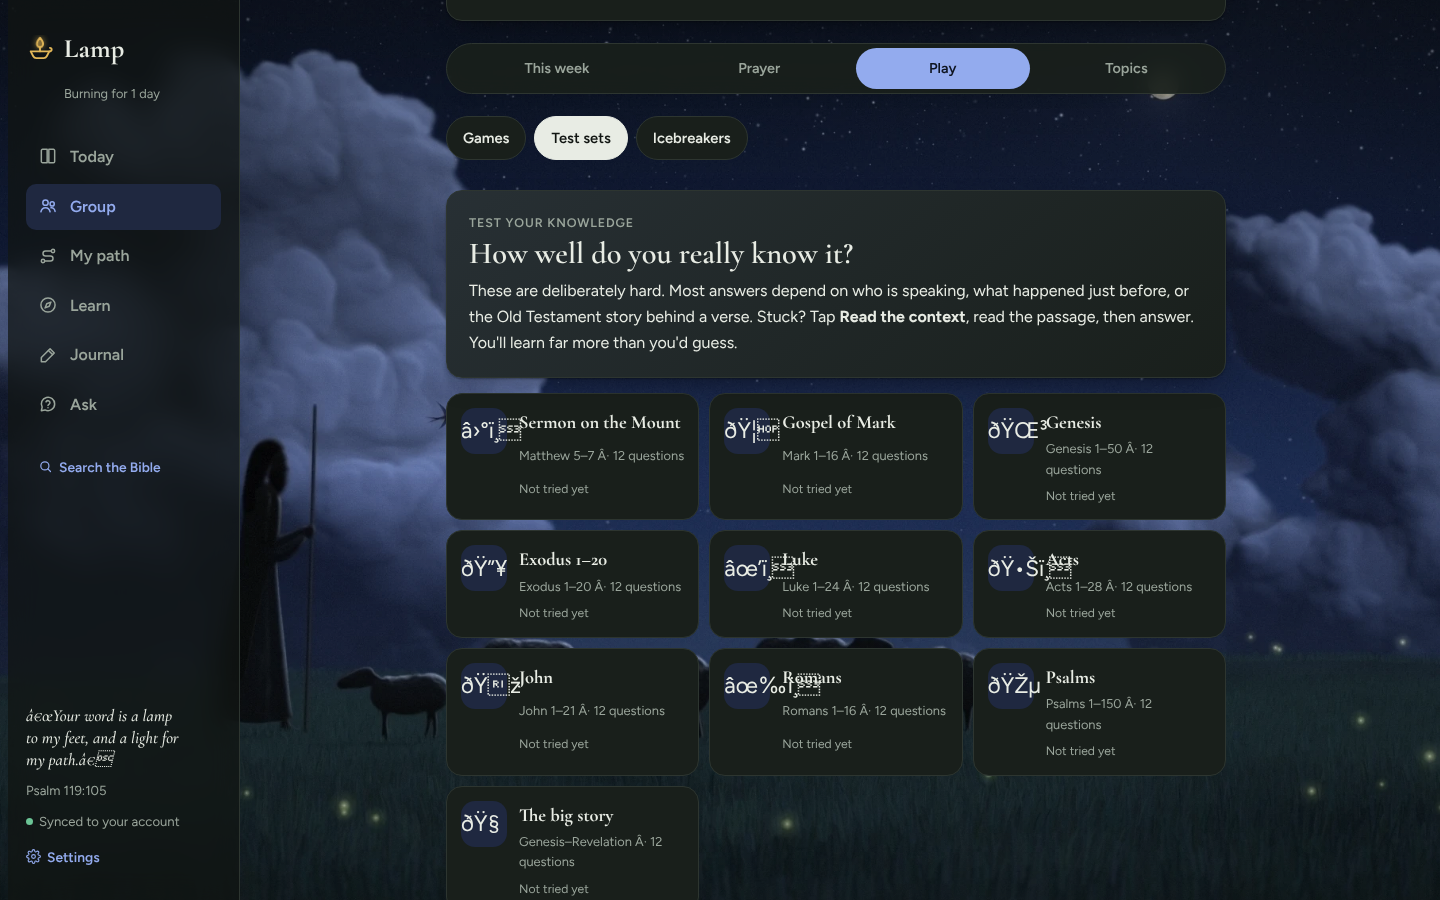 Lamp
Burning for 1 day
Today
Group
My path
Learn
Journal
Ask
Search the Bible
“Your word is a lamp
to my feet, and a light for
my path.â€
Psalm 119:105
Synced to your account
Settings
This week
Prayer
Play
Topics
Games
Test sets
Icebreakers
TEST YOUR KNOWLEDGE
How well do you really know it?
These are deliberately hard. Most answers depend on who is speaking, what happened just before, or
the Old Testament story behind a verse. Stuck? Tap Read the context, read the passage, then answer.
You'll learn far more than you'd guess.
Sermon on the Mount
Matthew 5–7 Â· 12 questions
Not tried yet
Gospel of Mark
Mark 1–16 Â· 12 questions
Not tried yet
ðŸŒ³
Genesis
Genesis 1–50 Â· 12
questions
Not tried yet
ðŸ”¥
Exodus 1–20
Exodus 1–20 Â· 12 questions
Not tried yet
Luke
Luke 1–24 Â· 12 questions
Not tried yet
Acts
Acts 1–28 Â· 12 questions
Not tried yet
John
John 1–21 Â· 12 questions
Not tried yet
Romans
Romans 1–16 Â· 12 questions
Not tried yet
ðŸŽµ
Psalms
Psalms 1–150 Â· 12
questions
Not tried yet
ðŸ§
The big story
Genesis–Revelation Â· 12
questions
Not tried yet